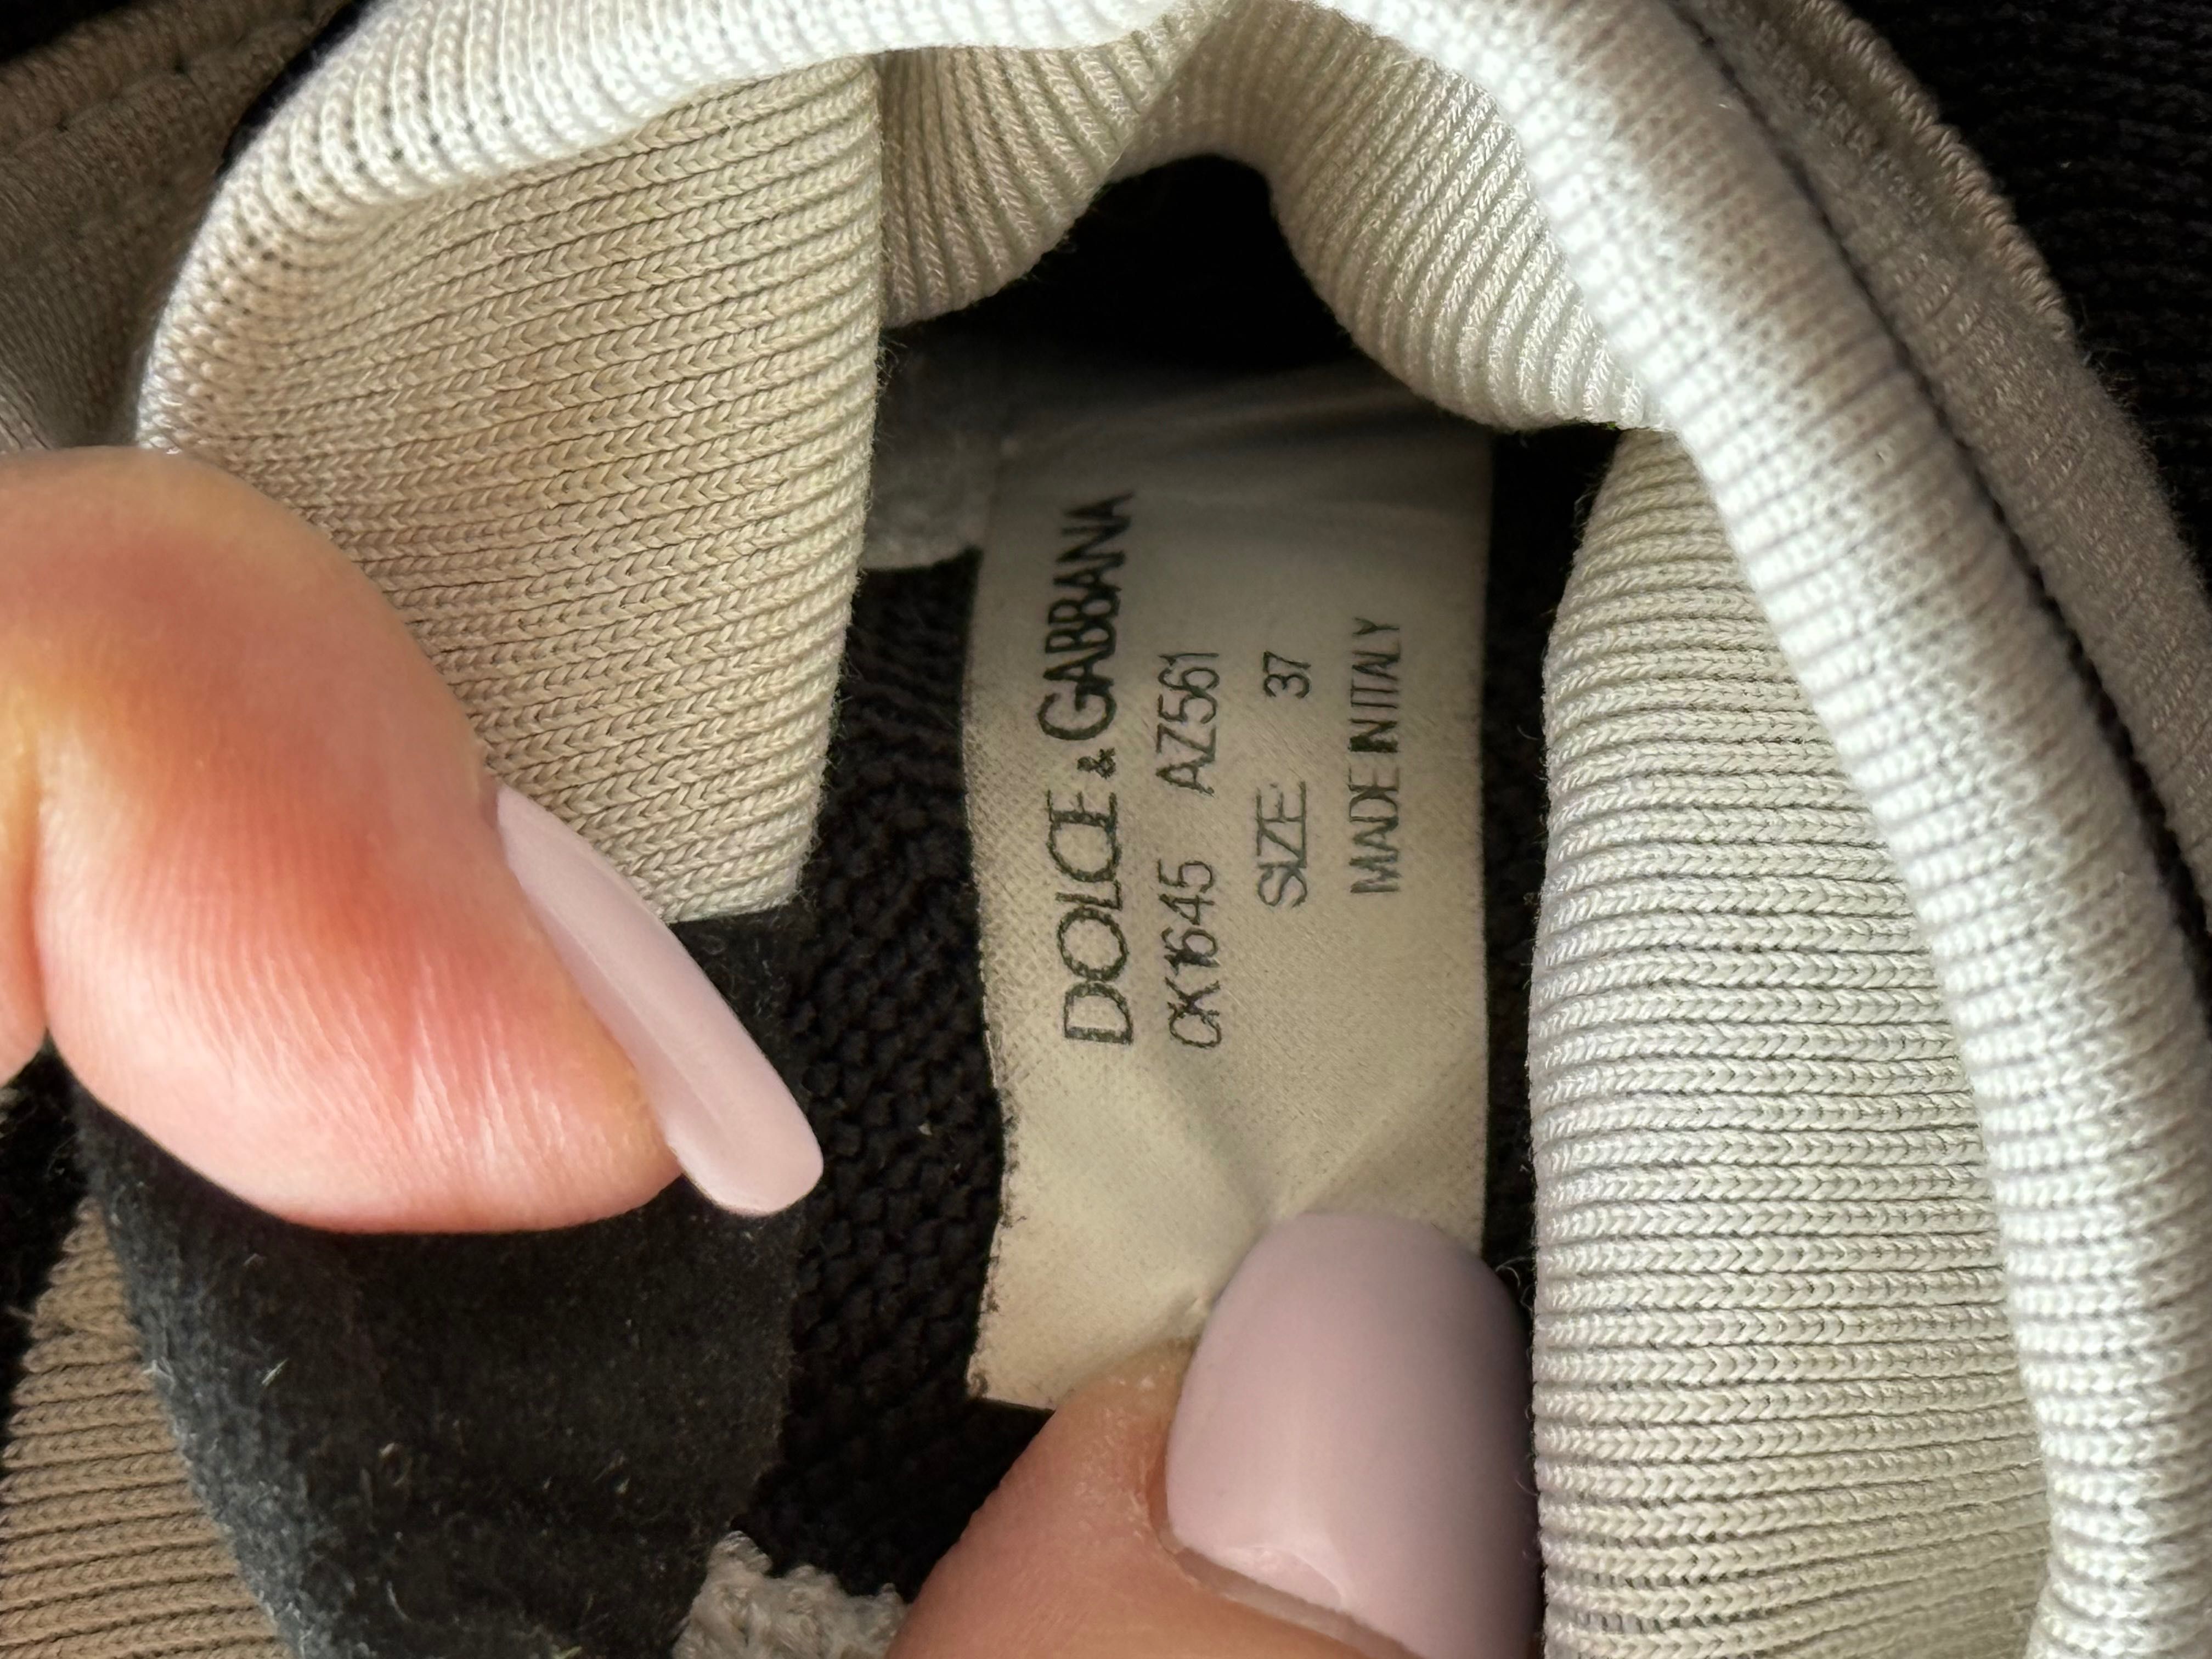 DOLCE & GABBANA
CK1645 AZ561
SIZE 37
MADE IN ITALY